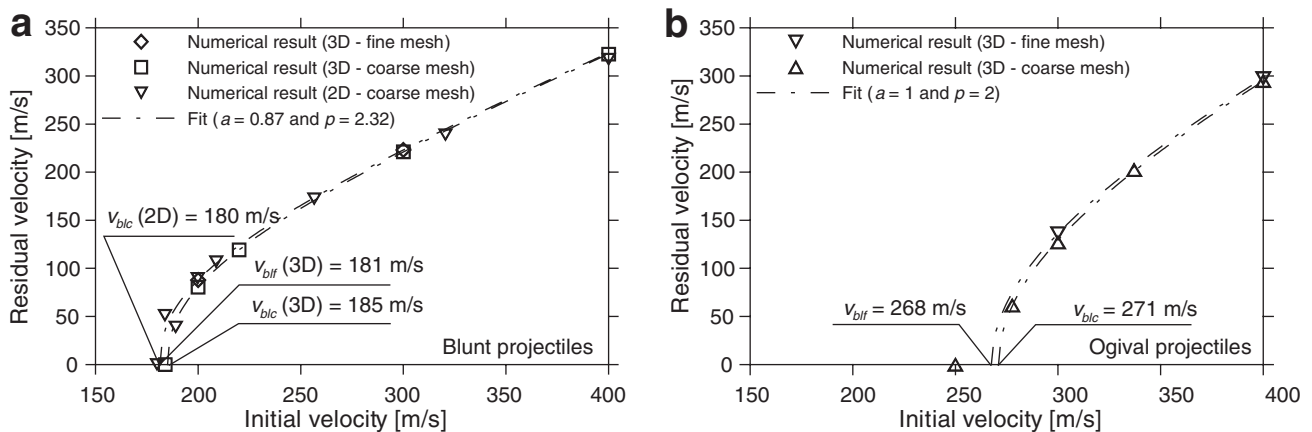 a
Numerical result (3D - fine mesh)
Numerical result (3D - coarse mesh)
Numerical result (2D - coarse mesh)
Fit (a = 0.87 and p = 2.32)
v_blc (2D) = 180 m/s
v_blf (3D) = 181 m/s
v_blc (3D) = 185 m/s
Blunt projectiles
Residual velocity [m/s]
350
300
250
200
150
100
50
0
150 200 250 300 350 400
Initial velocity [m/s]
b
Numerical result (3D - fine mesh)
Numerical result (3D - coarse mesh)
Fit (a = 1 and p = 2)
v_blf = 268 m/s
v_blc = 271 m/s
Ogival projectiles
Residual velocity [m/s]
350
300
250
200
150
100
50
0
150 200 250 300 350 400
Initial velocity [m/s]